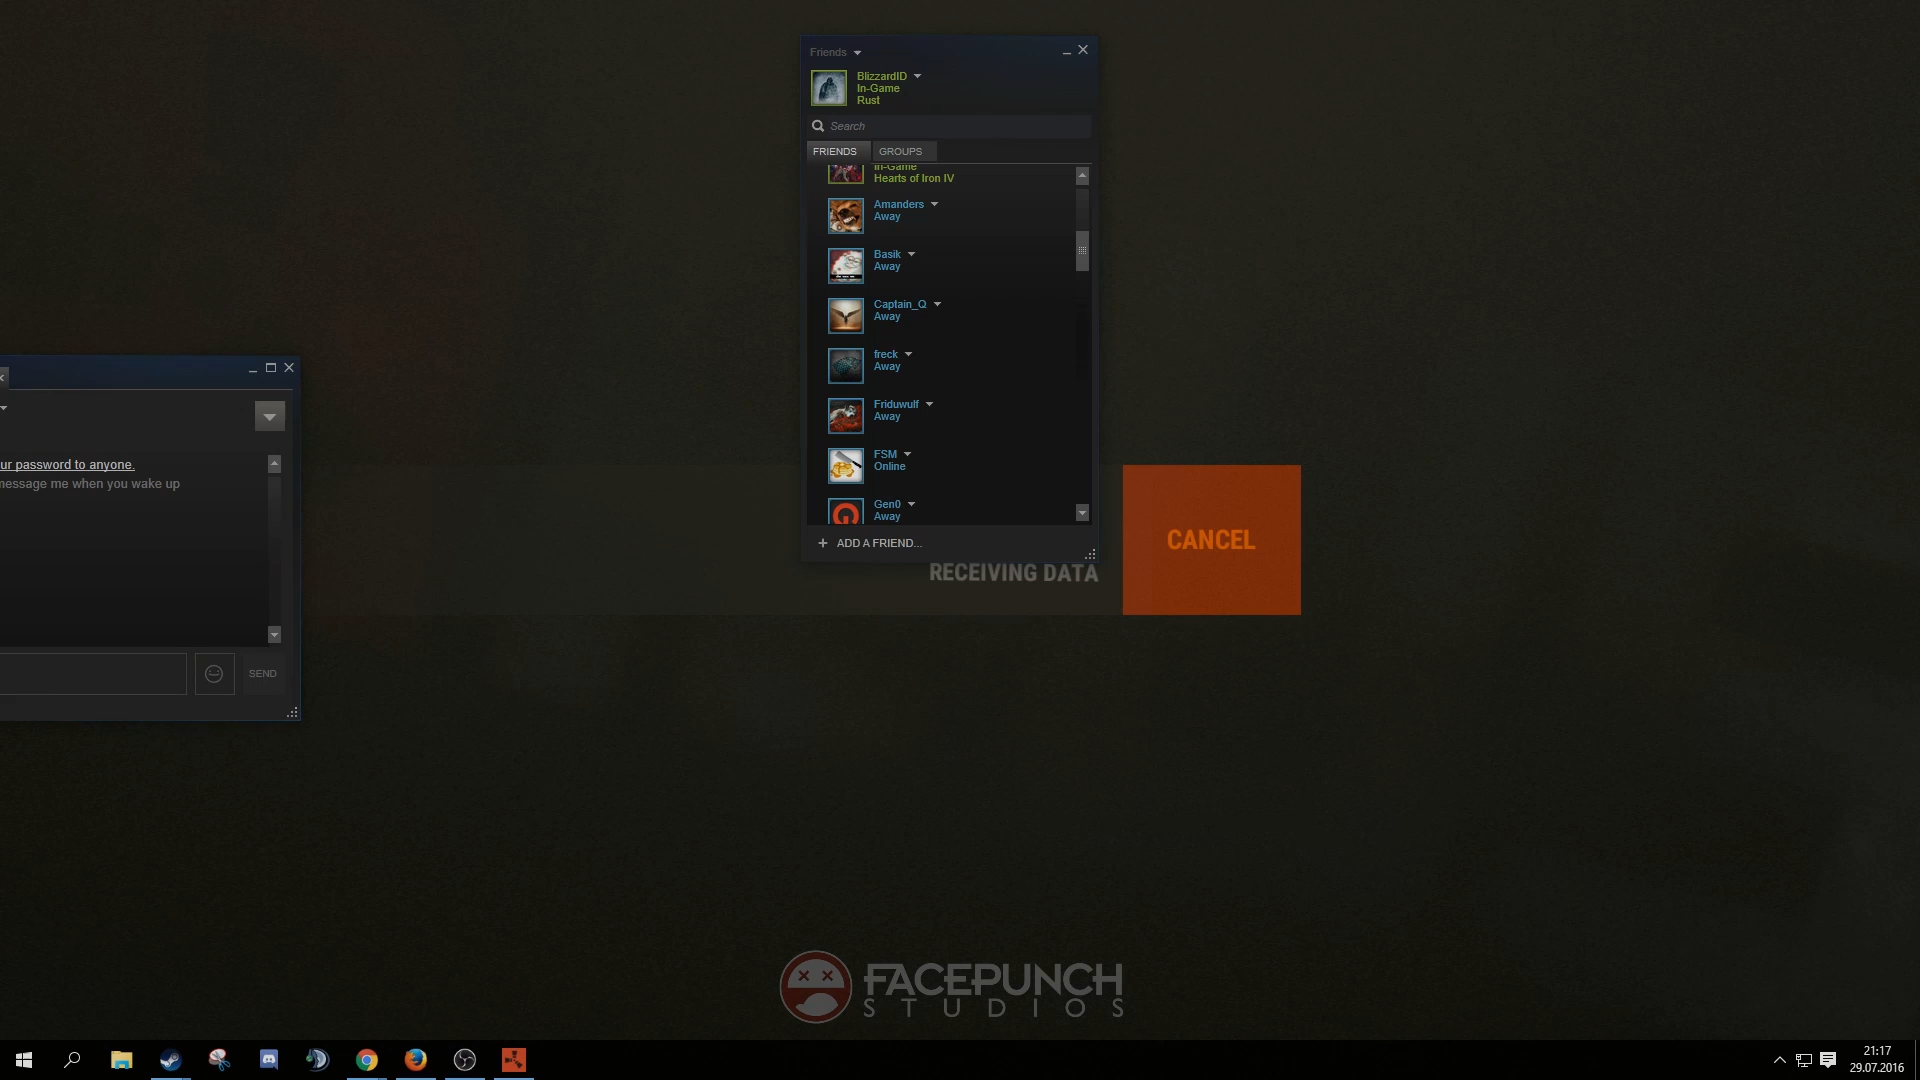 Friends
BlizzardID
In-Game
Rust
Search
FRIENDS GROUPS
In-Game
Hearts of Iron IV
Amanders
Away
Basik
Away
Captain_Q
Away
freck
Away
Friduwulf
Away
FSM
Online
Gen0
Away
+ ADD A FRIEND...
ur password to anyone.
message me when you wake up
SEND
CANCEL
RECEIVING DATA
FACEPUNCH
STUDIOS
21:17
29.07.2016